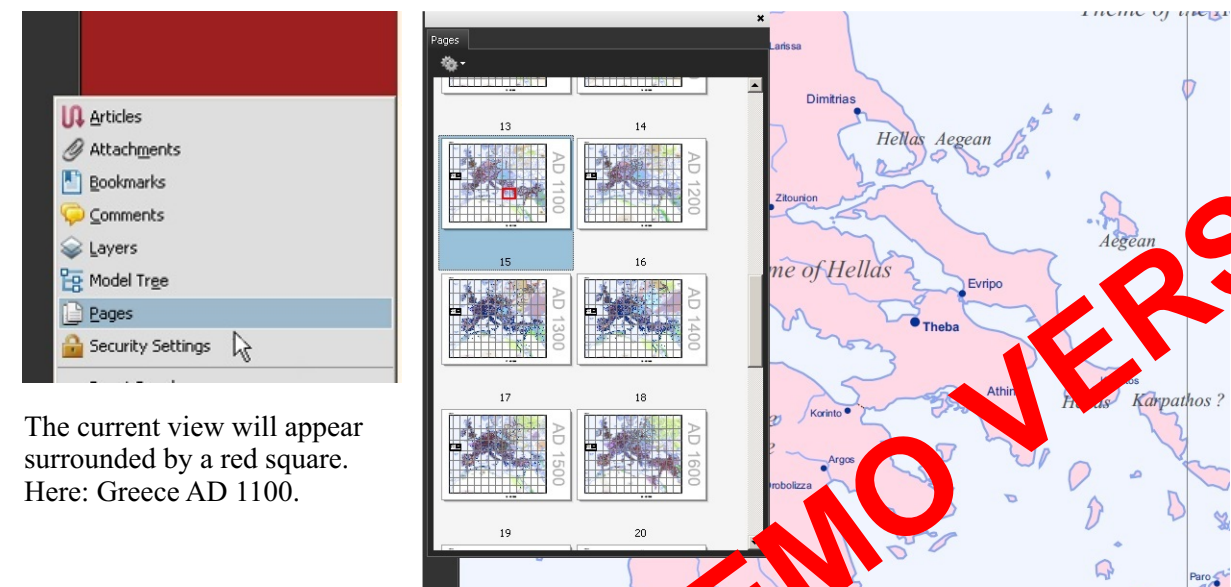 Articles
Attachments
Bookmarks
Comments
Layers
Model Tree
Pages
Security Settings
The current view will appear
surrounded by a red square.
Here: Greece AD 1100.
Pages
13
14
AD 1100
AD 1200
15
16
AD 1300
AD 1400
17
18
AD 1500
AD 1600
19
20
Larissa
Dimitrias
Hellas Aegean
Zitounion
Aegean
me of Hellas
Evripo
Theba
Athin
Hellas
Karpathos ?
Korinto
Argos
robolizza
Paro
EMO VERS